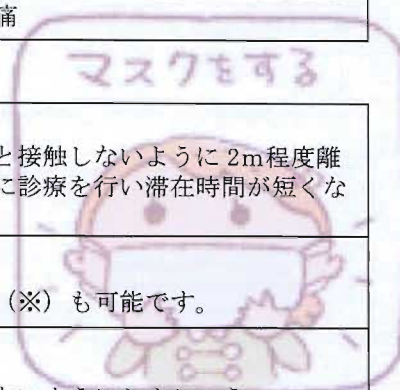 痛
マスクをする
と接触しないように2m程度離
に診療を行い滞在時間が短くな
（※）も可能です。